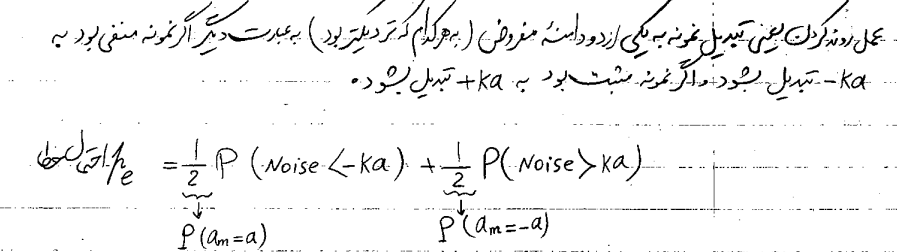 عمل روند کردن یعنی تبدیل نمونه به یکی از دو دامنهٔ مفروض (به هر کدام که نزدیکتر بود) به عبارت دیگر اگر نمونه منفی بود به
-ka تبدیل بشود و اگر نمونه مثبت بود به +ka تبدیل بشود.
احتمال خطا Pe = 1/2 P (Noise < -ka) + 1/2 P(Noise > ka)
↓ ↓
P(am=a) P(am=-a)